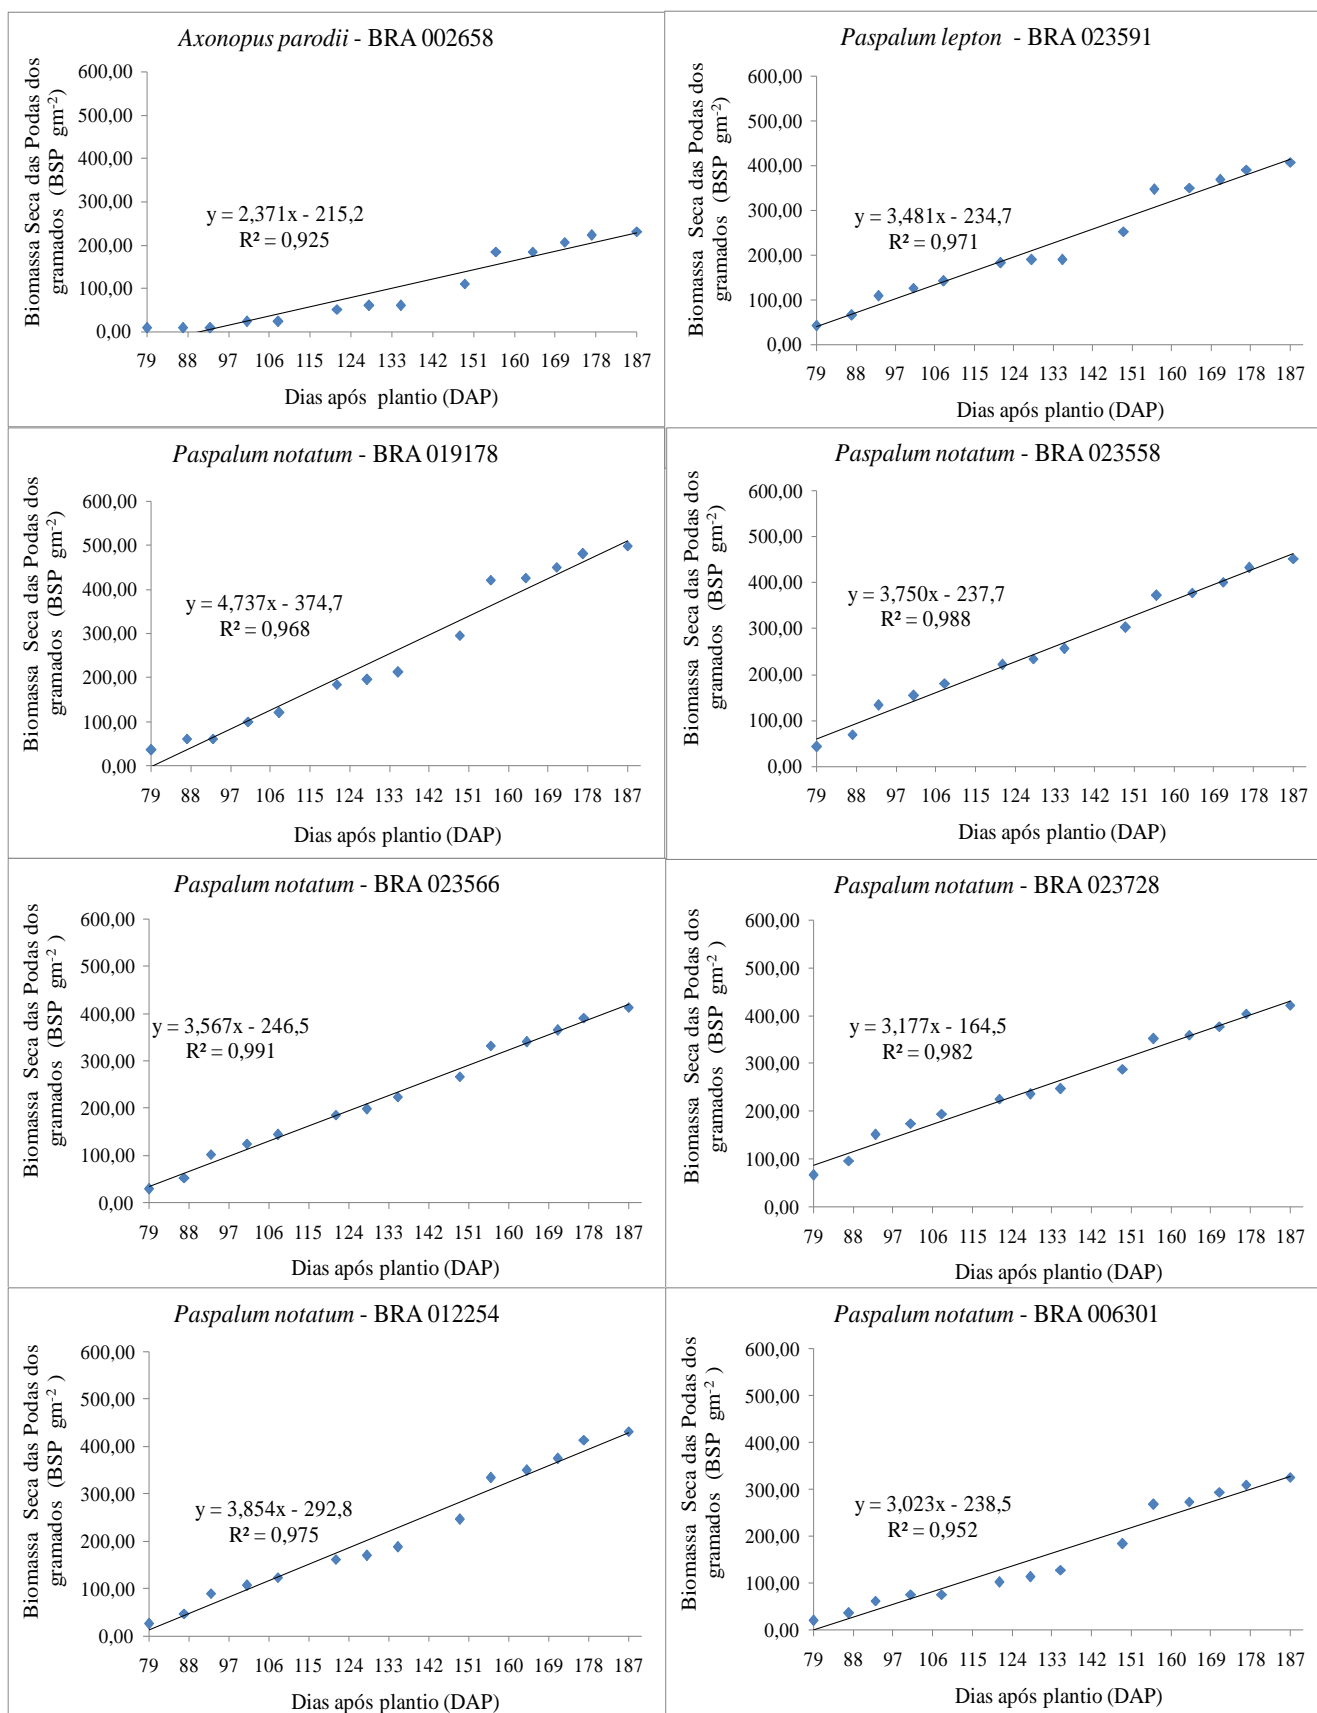 Axonopus parodii - BRA 002658
Biomassa Seca das Podas dos
gramados (BSP gm-2)
600,00
500,00
400,00
300,00
200,00
100,00
0,00
y = 2,371x - 215,2
R² = 0,925
79 88 97 106 115 124 133 142 151 160 169 178 187
Dias após plantio (DAP)
Paspalum lepton - BRA 023591
Biomassa Seca das Podas dos
gramados (BSP gm-2)
600,00
500,00
400,00
300,00
200,00
100,00
0,00
y = 3,481x - 234,7
R² = 0,971
79 88 97 106 115 124 133 142 151 160 169 178 187
Dias após plantio (DAP)
Paspalum notatum - BRA 019178
Biomassa Seca das Podas dos
gramados (BSP gm-2)
600,00
500,00
400,00
300,00
200,00
100,00
0,00
y = 4,737x - 374,7
R² = 0,968
79 88 97 106 115 124 133 142 151 160 169 178 187
Dias após plantio (DAP)
Paspalum notatum - BRA 023558
Biomassa Seca das Podas dos
gramados (BSP gm-2)
600,00
500,00
400,00
300,00
200,00
100,00
0,00
y = 3,750x - 237,7
R² = 0,988
79 88 97 106 115 124 133 142 151 160 169 178 187
Dias após plantio (DAP)
Paspalum notatum - BRA 023566
Biomassa Seca das Podas dos
gramados (BSP gm-2 )
600,00
500,00
400,00
300,00
200,00
100,00
0,00
y = 3,567x - 246,5
R² = 0,991
79 88 97 106 115 124 133 142 151 160 169 178 187
Dias após plantio (DAP)
Paspalum notatum - BRA 023728
Biomassa Seca das Podas dos
gramados (BSP gm-2 )
600,00
500,00
400,00
300,00
200,00
100,00
0,00
y = 3,177x - 164,5
R² = 0,982
79 88 97 106 115 124 133 142 151 160 169 178 187
Dias após plantio (DAP)
Paspalum notatum - BRA 012254
Biomassa Seca das Podas dos
gramados (BSP gm-2 )
600,00
500,00
400,00
300,00
200,00
100,00
0,00
y = 3,854x - 292,8
R² = 0,975
79 88 97 106 115 124 133 142 151 160 169 178 187
Dias após plantio (DAP)
Paspalum notatum - BRA 006301
Biomassa Seca das Podas dos
gramados (BSP gm-2 )
600,00
500,00
400,00
300,00
200,00
100,00
0,00
y = 3,023x - 238,5
R² = 0,952
79 88 97 106 115 124 133 142 151 160 169 178 187
Dias após plantio (DAP)